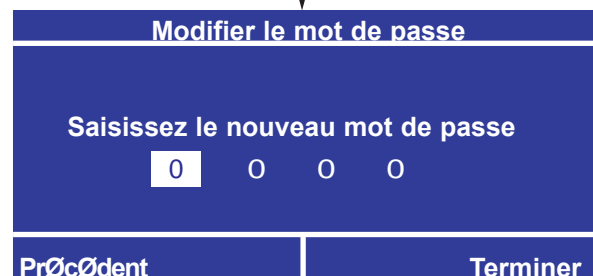 Modifier le mot de passe
Saisissez le nouveau mot de passe
0 0 0 0
PrØcØdent Terminer